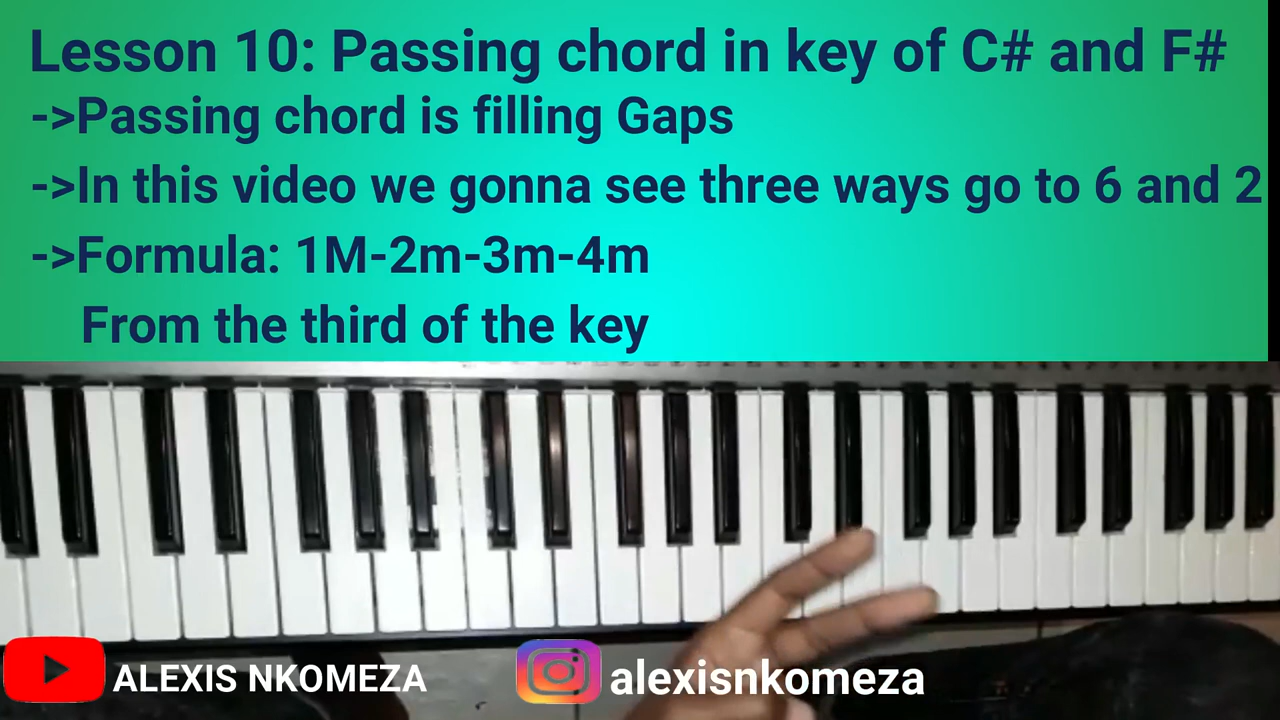 Lesson 10: Passing chord in key of C# and F#
->Passing chord is filling Gaps
->In this video we gonna see three ways go to 6 and 2
->Formula: 1M-2m-3m-4m
From the third of the key
ALEXIS NKOMEZA
alexisnkomeza